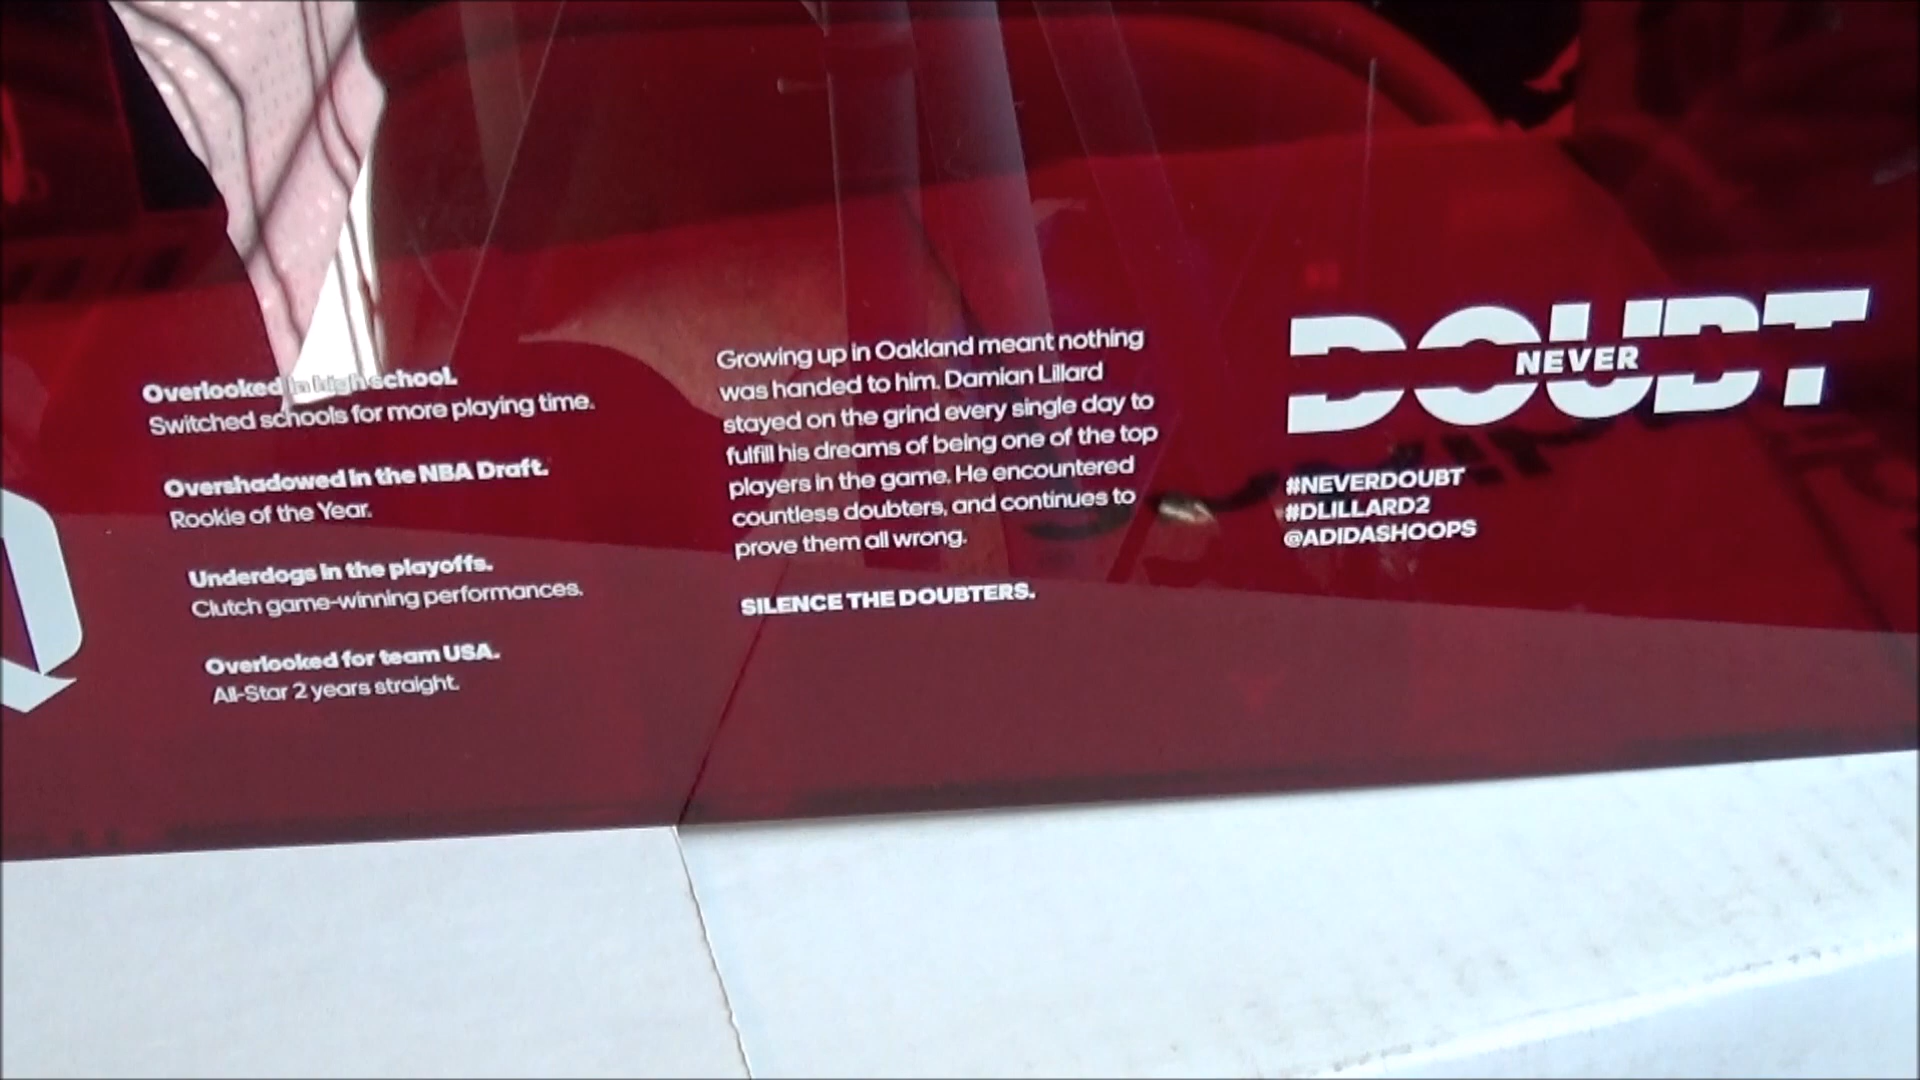 Overlooked in high school.
Switched schools for more playing time.
Overshadowed in the NBA Draft.
Rookie of the Year.
Underdogs in the playoffs.
Clutch game-winning performances.
Overlooked for team USA.
All-Star 2 years straight.
Growing up in Oakland meant nothing
was handed to him. Damian Lillard
stayed on the grind every single day to
fulfill his dreams of being one of the top
players in the game. He encountered
countless doubters, and continues to
prove them all wrong.
SILENCE THE DOUBTERS.
NEVER
DOUBT
#NEVERDOUBT
#DLILLARD2
@ADIDASHOOPS